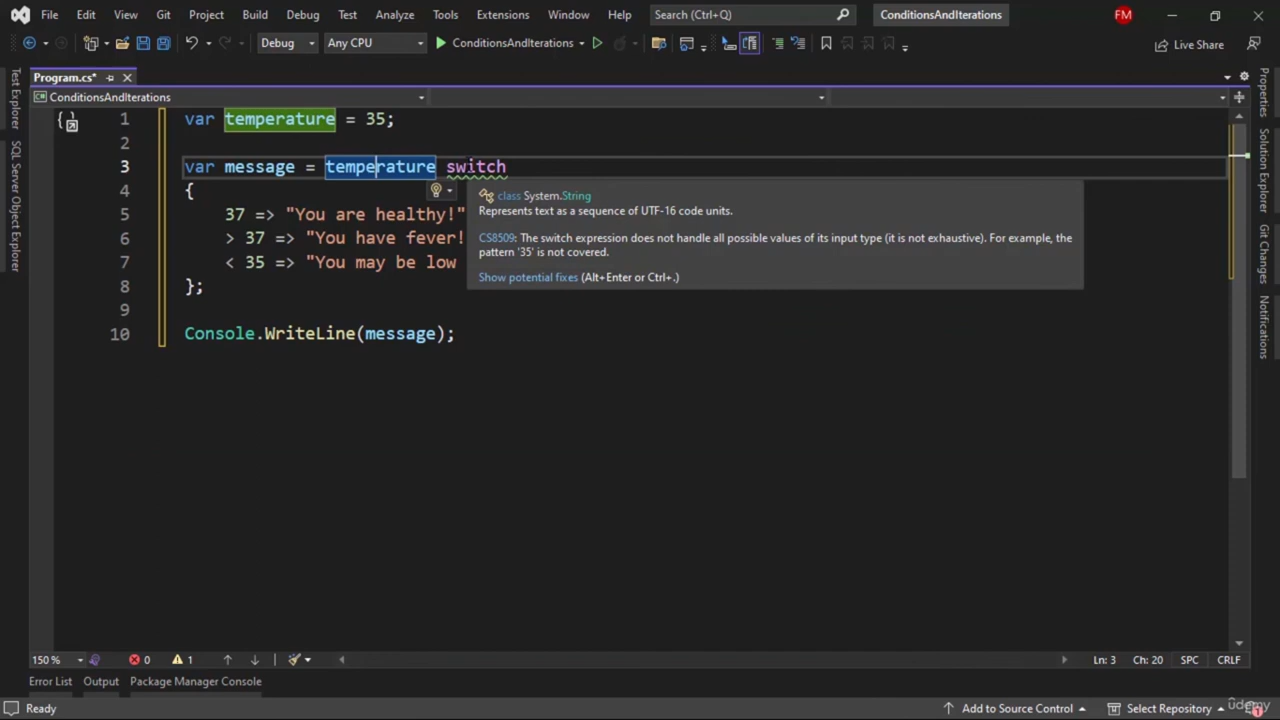 File Edit View Git Project Build Debug Test Analyze Tools Extensions Window Help Search (Ctrl+Q) ConditionsAndIterations FM
Debug Any CPU ConditionsAndIterations Live Share
Program.cs*
ConditionsAndIterations
Test Explorer
SQL Server Object Explorer
Properties
Solution Explorer
Git Changes
Notifications
1 var temperature = 35;
2
3 var message = temperature switch
4 {
5 37 => "You are healthy!"
6 > 37 => "You have fever!
7 < 35 => "You may be low
8 };
9
10 Console.WriteLine(message);
class System.String
Represents text as a sequence of UTF-16 code units.
CS8509: The switch expression does not handle all possible values of its input type (it is not exhaustive). For example, the
pattern '35' is not covered.
Show potential fixes (Alt+Enter or Ctrl+.)
150 % 0 1 Ln: 3 Ch: 20 SPC CRLF
Error List Output Package Manager Console
Ready Add to Source Control Select Repository 1
udemy